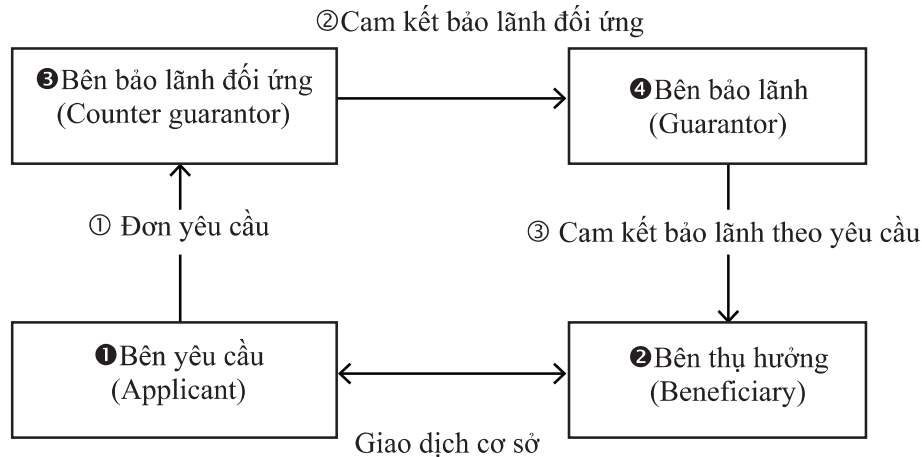 ②Cam kết bảo lãnh đối ứng
❸Bên bảo lãnh đối ứng
(Counter guarantor)
❹Bên bảo lãnh
(Guarantor)
① Đơn yêu cầu
③ Cam kết bảo lãnh theo yêu cầu
❶Bên yêu cầu
(Applicant)
❷Bên thụ hưởng
(Beneficiary)
Giao dịch cơ sở